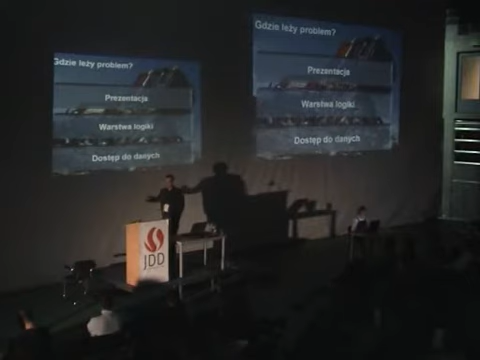 Gdzie leży problem?
Prezentacja
Warstwa logiki
Dostęp do danych
Gdzie leży problem?
Prezentacja
Warstwa logiki
Dostęp do danych
JDD